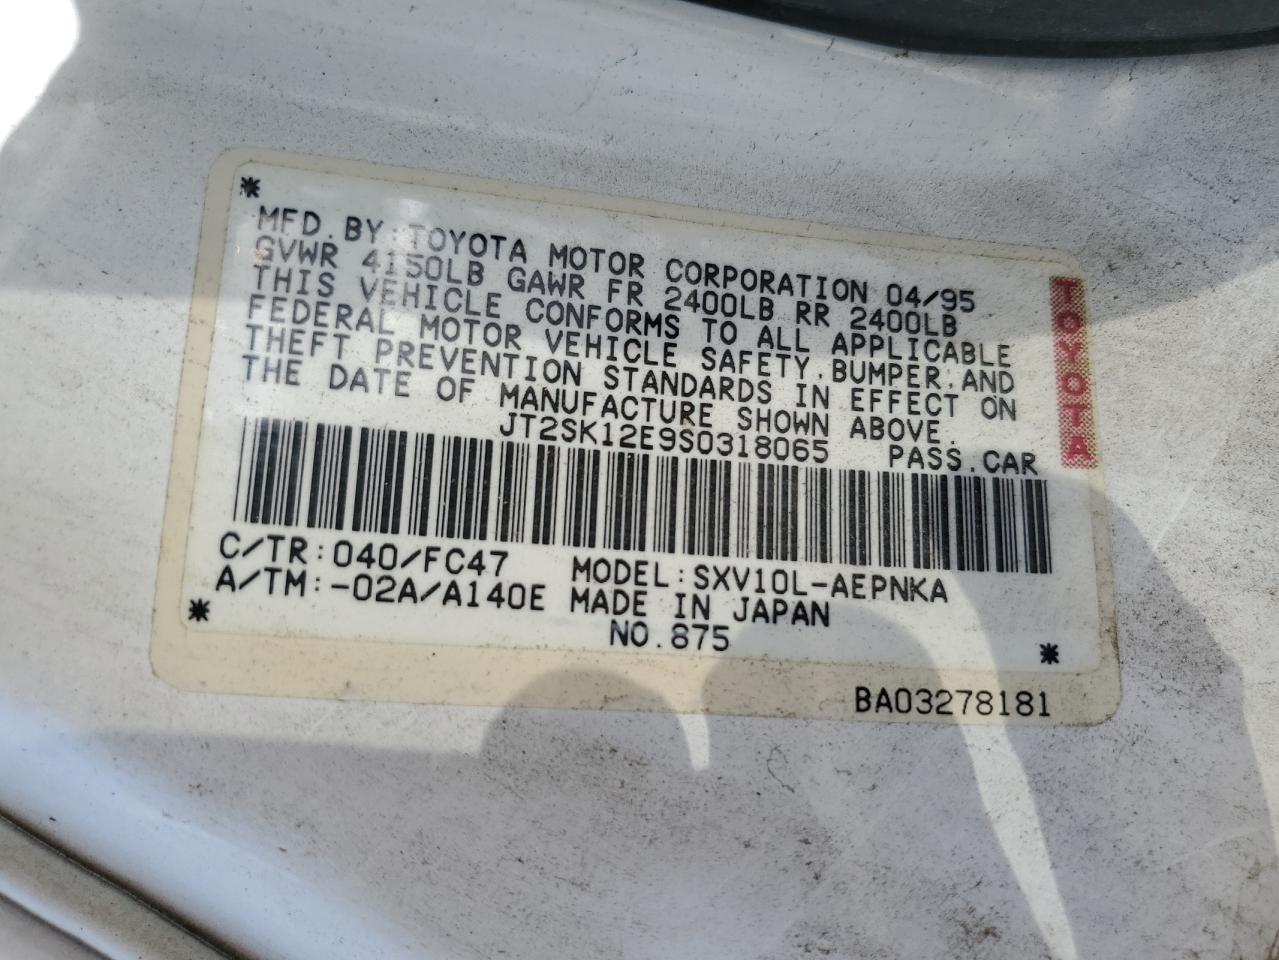 MFD. BY: TOYOTA MOTOR CORPORATION 04/95
GVWR 4150LB GAWR FR 2400LB RR 2400LB
THIS VEHICLE CONFORMS TO ALL APPLICABLE
FEDERAL MOTOR VEHICLE SAFETY, BUMPER, AND
THEFT PREVENTION STANDARDS IN EFFECT ON
THE DATE OF MANUFACTURE SHOWN ABOVE.
JT2SK12E9S0318065 PASS. CAR
C/TR: 040/FC47 MODEL: SXV10L-AEPNKA
A/TM: -02A/A140E MADE IN JAPAN
NO. 875
BA03278181
TOYOTA